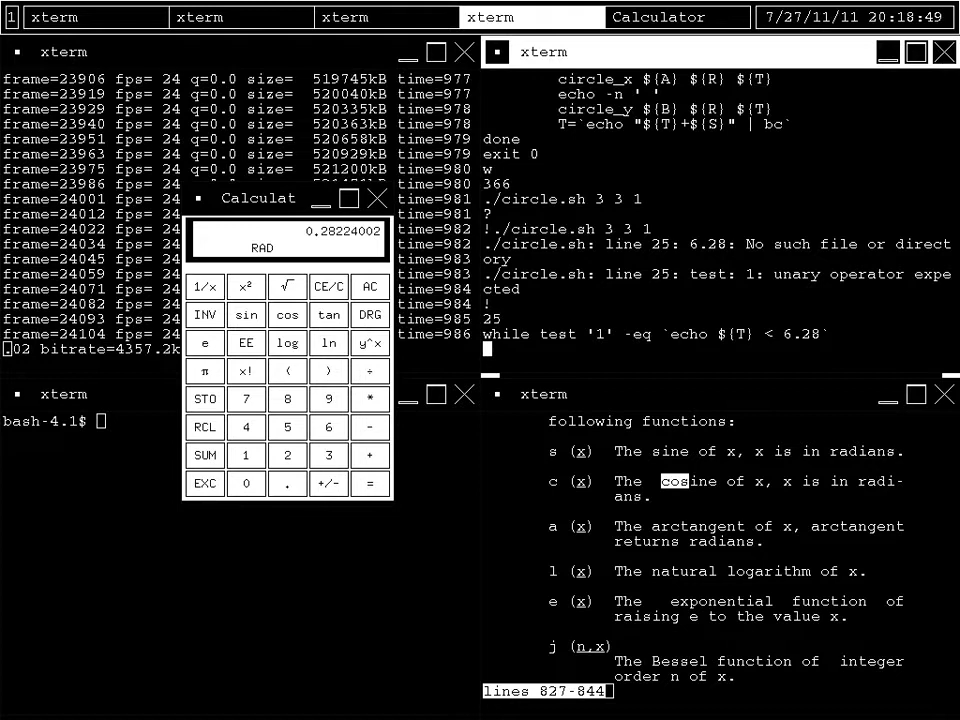 1 xterm xterm xterm xterm Calculator 7/27/11/11 20:18:49
xterm
frame=23906 fps= 24 q=0.0 size=  519745kB time=977
frame=23919 fps= 24 q=0.0 size=  520040kB time=977
frame=23929 fps= 24 q=0.0 size=  520335kB time=978
frame=23940 fps= 24 q=0.0 size=  520363kB time=978
frame=23951 fps= 24 q=0.0 size=  520658kB time=979
frame=23963 fps= 24 q=0.0 size=  520929kB time=979
frame=23975 fps= 24 q=0.0 size=  521200kB time=980
frame=23986 fps= 24 time=980
frame=24001 fps= 24 time=981
frame=24012 fps= 24 time=981
frame=24022 fps= 24 time=982
frame=24034 fps= 24 time=982
frame=24045 fps= 24 time=983
frame=24059 fps= 24 time=983
frame=24071 fps= 24 time=984
frame=24082 fps= 24 time=984
frame=24093 fps= 24 time=985
frame=24104 fps= 24 time=986
.02 bitrate=4357.2k
Calculat
0.28224002
RAD
1/x x² √ CE/C AC
INV sin cos tan DRG
e EE log ln y^x
π x! ( ) ÷
STO 7 8 9 *
RCL 4 5 6 -
SUM 1 2 3 +
EXC 0 . +/- =
xterm
circle_x ${A} ${R} ${T}
echo -n ' '
circle_y ${B} ${R} ${T}
T=`echo "${T}+${S}" | bc`
done
exit 0
w
366
./circle.sh 3 3 1
?
!./circle.sh 3 3 1
./circle.sh: line 25: 6.28: No such file or direct
ory
./circle.sh: line 25: test: 1: unary operator expe
cted
!
25
while test '1' -eq `echo ${T} < 6.28`
xterm
bash-4.1$
xterm
following functions:
s (x)  The sine of x, x is in radians.
c (x)  The  cosine of x, x is in radi-
ans.
a (x)  The arctangent of x, arctangent
returns radians.
l (x)  The natural logarithm of x.
e (x)  The  exponential  function  of
raising e to the value x.
j (n,x)
The Bessel function of  integer
order n of x.
lines 827-844